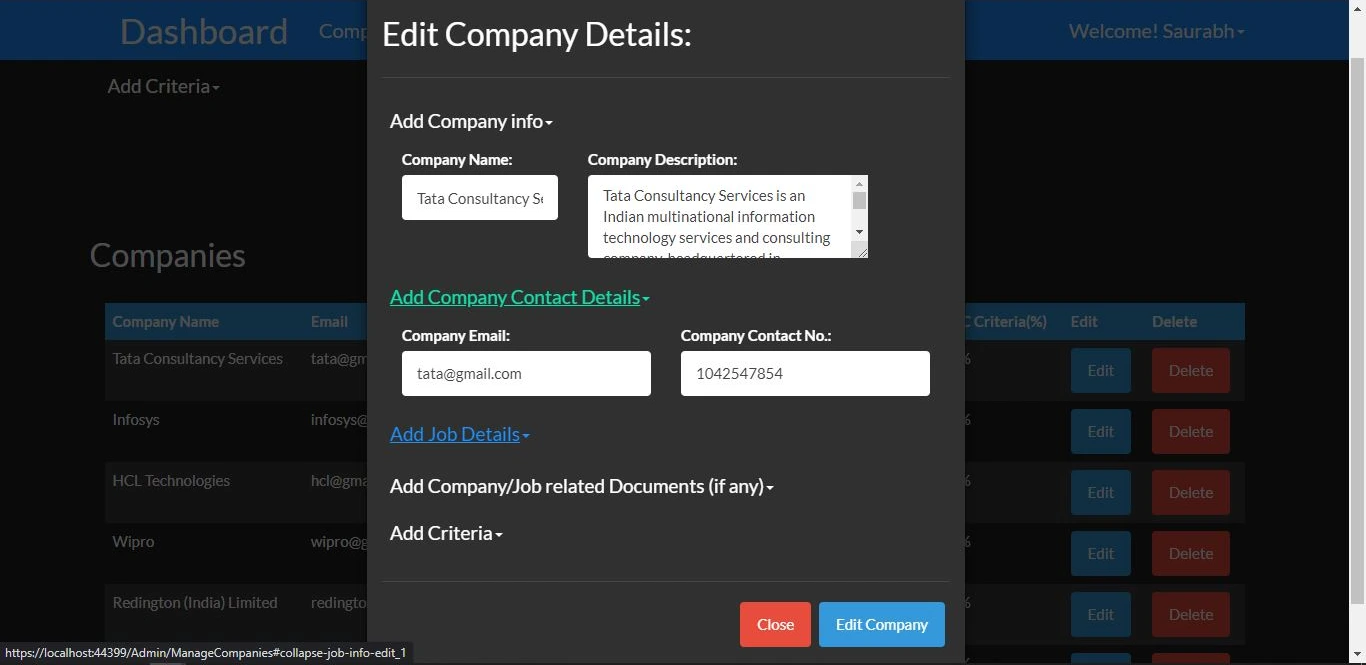 Dashboard
Comp
Welcome! Saurabh
Add Criteria
Companies
Company Name Email C Criteria(%) Edit Delete
Tata Consultancy Services tata@gm % Edit Delete
Infosys infosys@ % Edit Delete
HCL Technologies hcl@gma % Edit Delete
Wipro wipro@g % Edit Delete
Redington (India) Limited redingto % Edit Delete
Edit Company Details:
Add Company info
Company Name: Company Description:
Tata Consultancy Se
Tata Consultancy Services is an
Indian multinational information
technology services and consulting
company, headquartered in
Add Company Contact Details
Company Email: Company Contact No.:
tata@gmail.com 1042547854
Add Job Details
Add Company/Job related Documents (if any)
Add Criteria
Close Edit Company
https://localhost:44399/Admin/ManageCompanies#collapse-job-info-edit_1